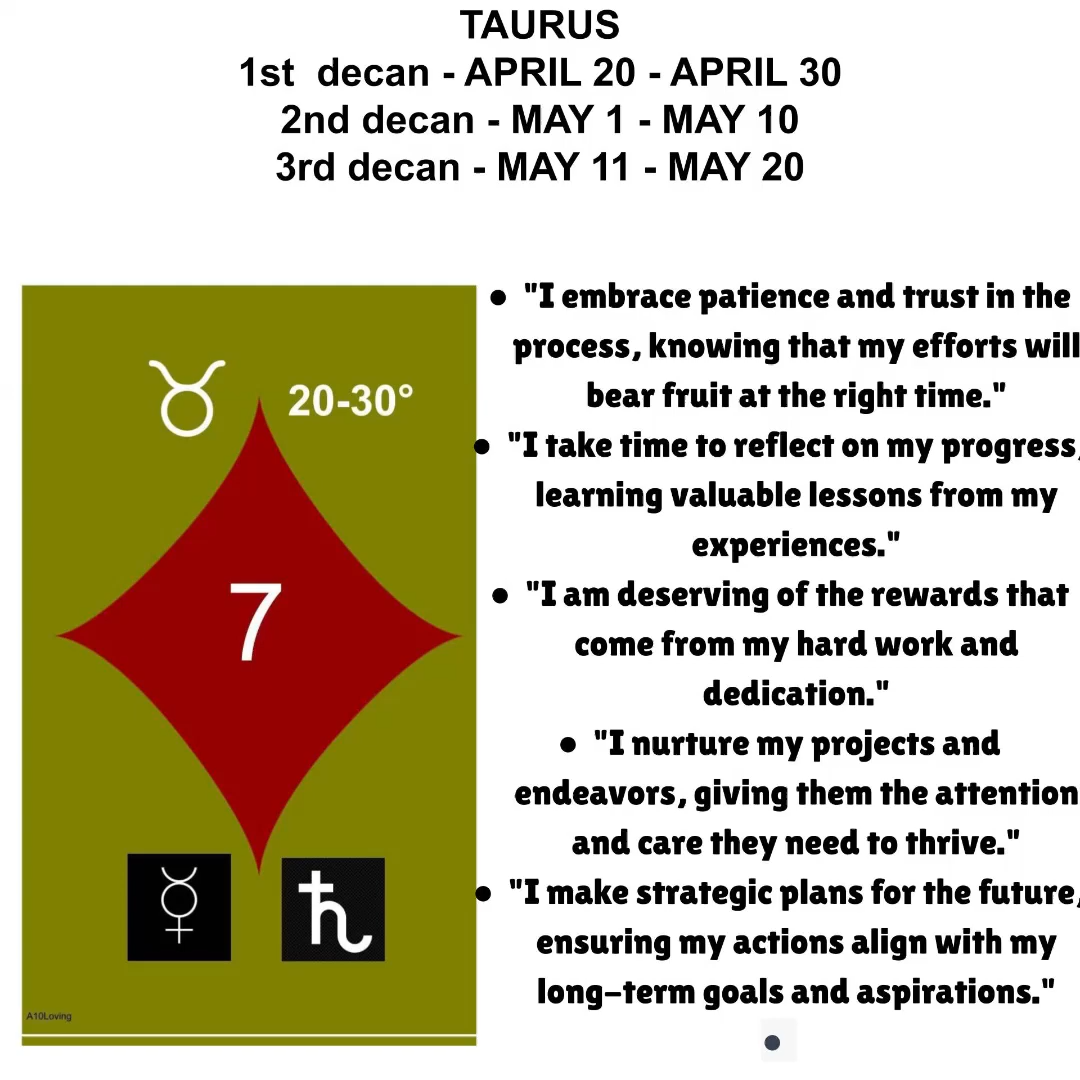 TAURUS
1st decan - APRIL 20 - APRIL 30
2nd decan - MAY 1 - MAY 10
3rd decan - MAY 11 - MAY 20
20-30°
7
A10Loving
• "I embrace patience and trust in the
process, knowing that my efforts will
bear fruit at the right time."
• "I take time to reflect on my progress,
learning valuable lessons from my
experiences."
• "I am deserving of the rewards that
come from my hard work and
dedication."
• "I nurture my projects and
endeavors, giving them the attention
and care they need to thrive."
• "I make strategic plans for the future,
ensuring my actions align with my
long-term goals and aspirations."